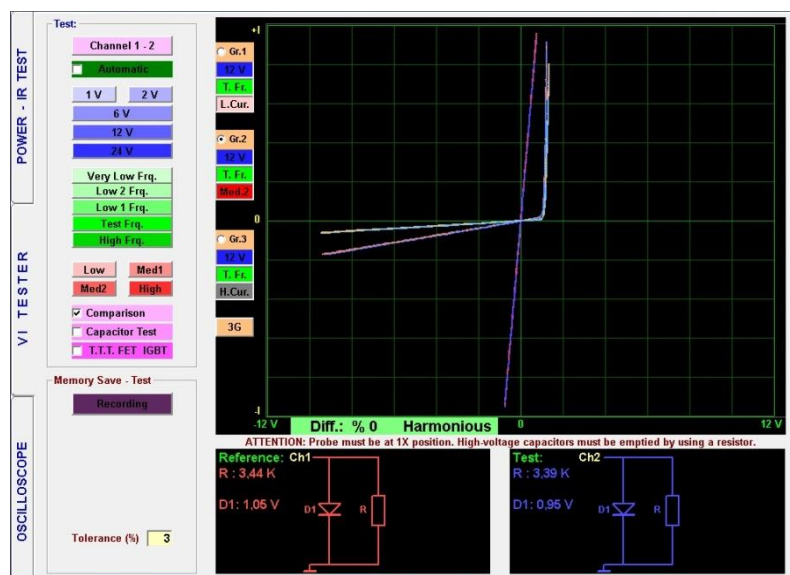 POWER - IR TEST
VI TESTER
OSCILLOSCOPE
Test:
Channel 1 - 2
Automatic
1 V
2 V
6 V
12 V
24 V
Very Low Frq.
Low 2 Frq.
Low 1 Frq.
Test Frq.
High Frq.
Low
Med1
Med2
High
Comparison
Capacitor Test
T.T.T. FET IGBT
Memory Save - Test
Recording
Tolerance (%) 3
+1
Gr.1
12 V
T. Fr.
L.Cur.
Gr.2
12 V
T. Fr.
Med.2
0
Gr.3
12 V
T. Fr.
H.Cur.
3G
-1
-12 V
Diff.: % 0 Harmonious
0
12 V
ATTENTION: Probe must be at 1X position. High-voltage capacitors must be emptied by using a resistor.
Reference: Ch1
R : 3,44 K
D1: 1,05 V
D1
R
Test: Ch2
R : 3,39 K
D1: 0,95 V
D1
R